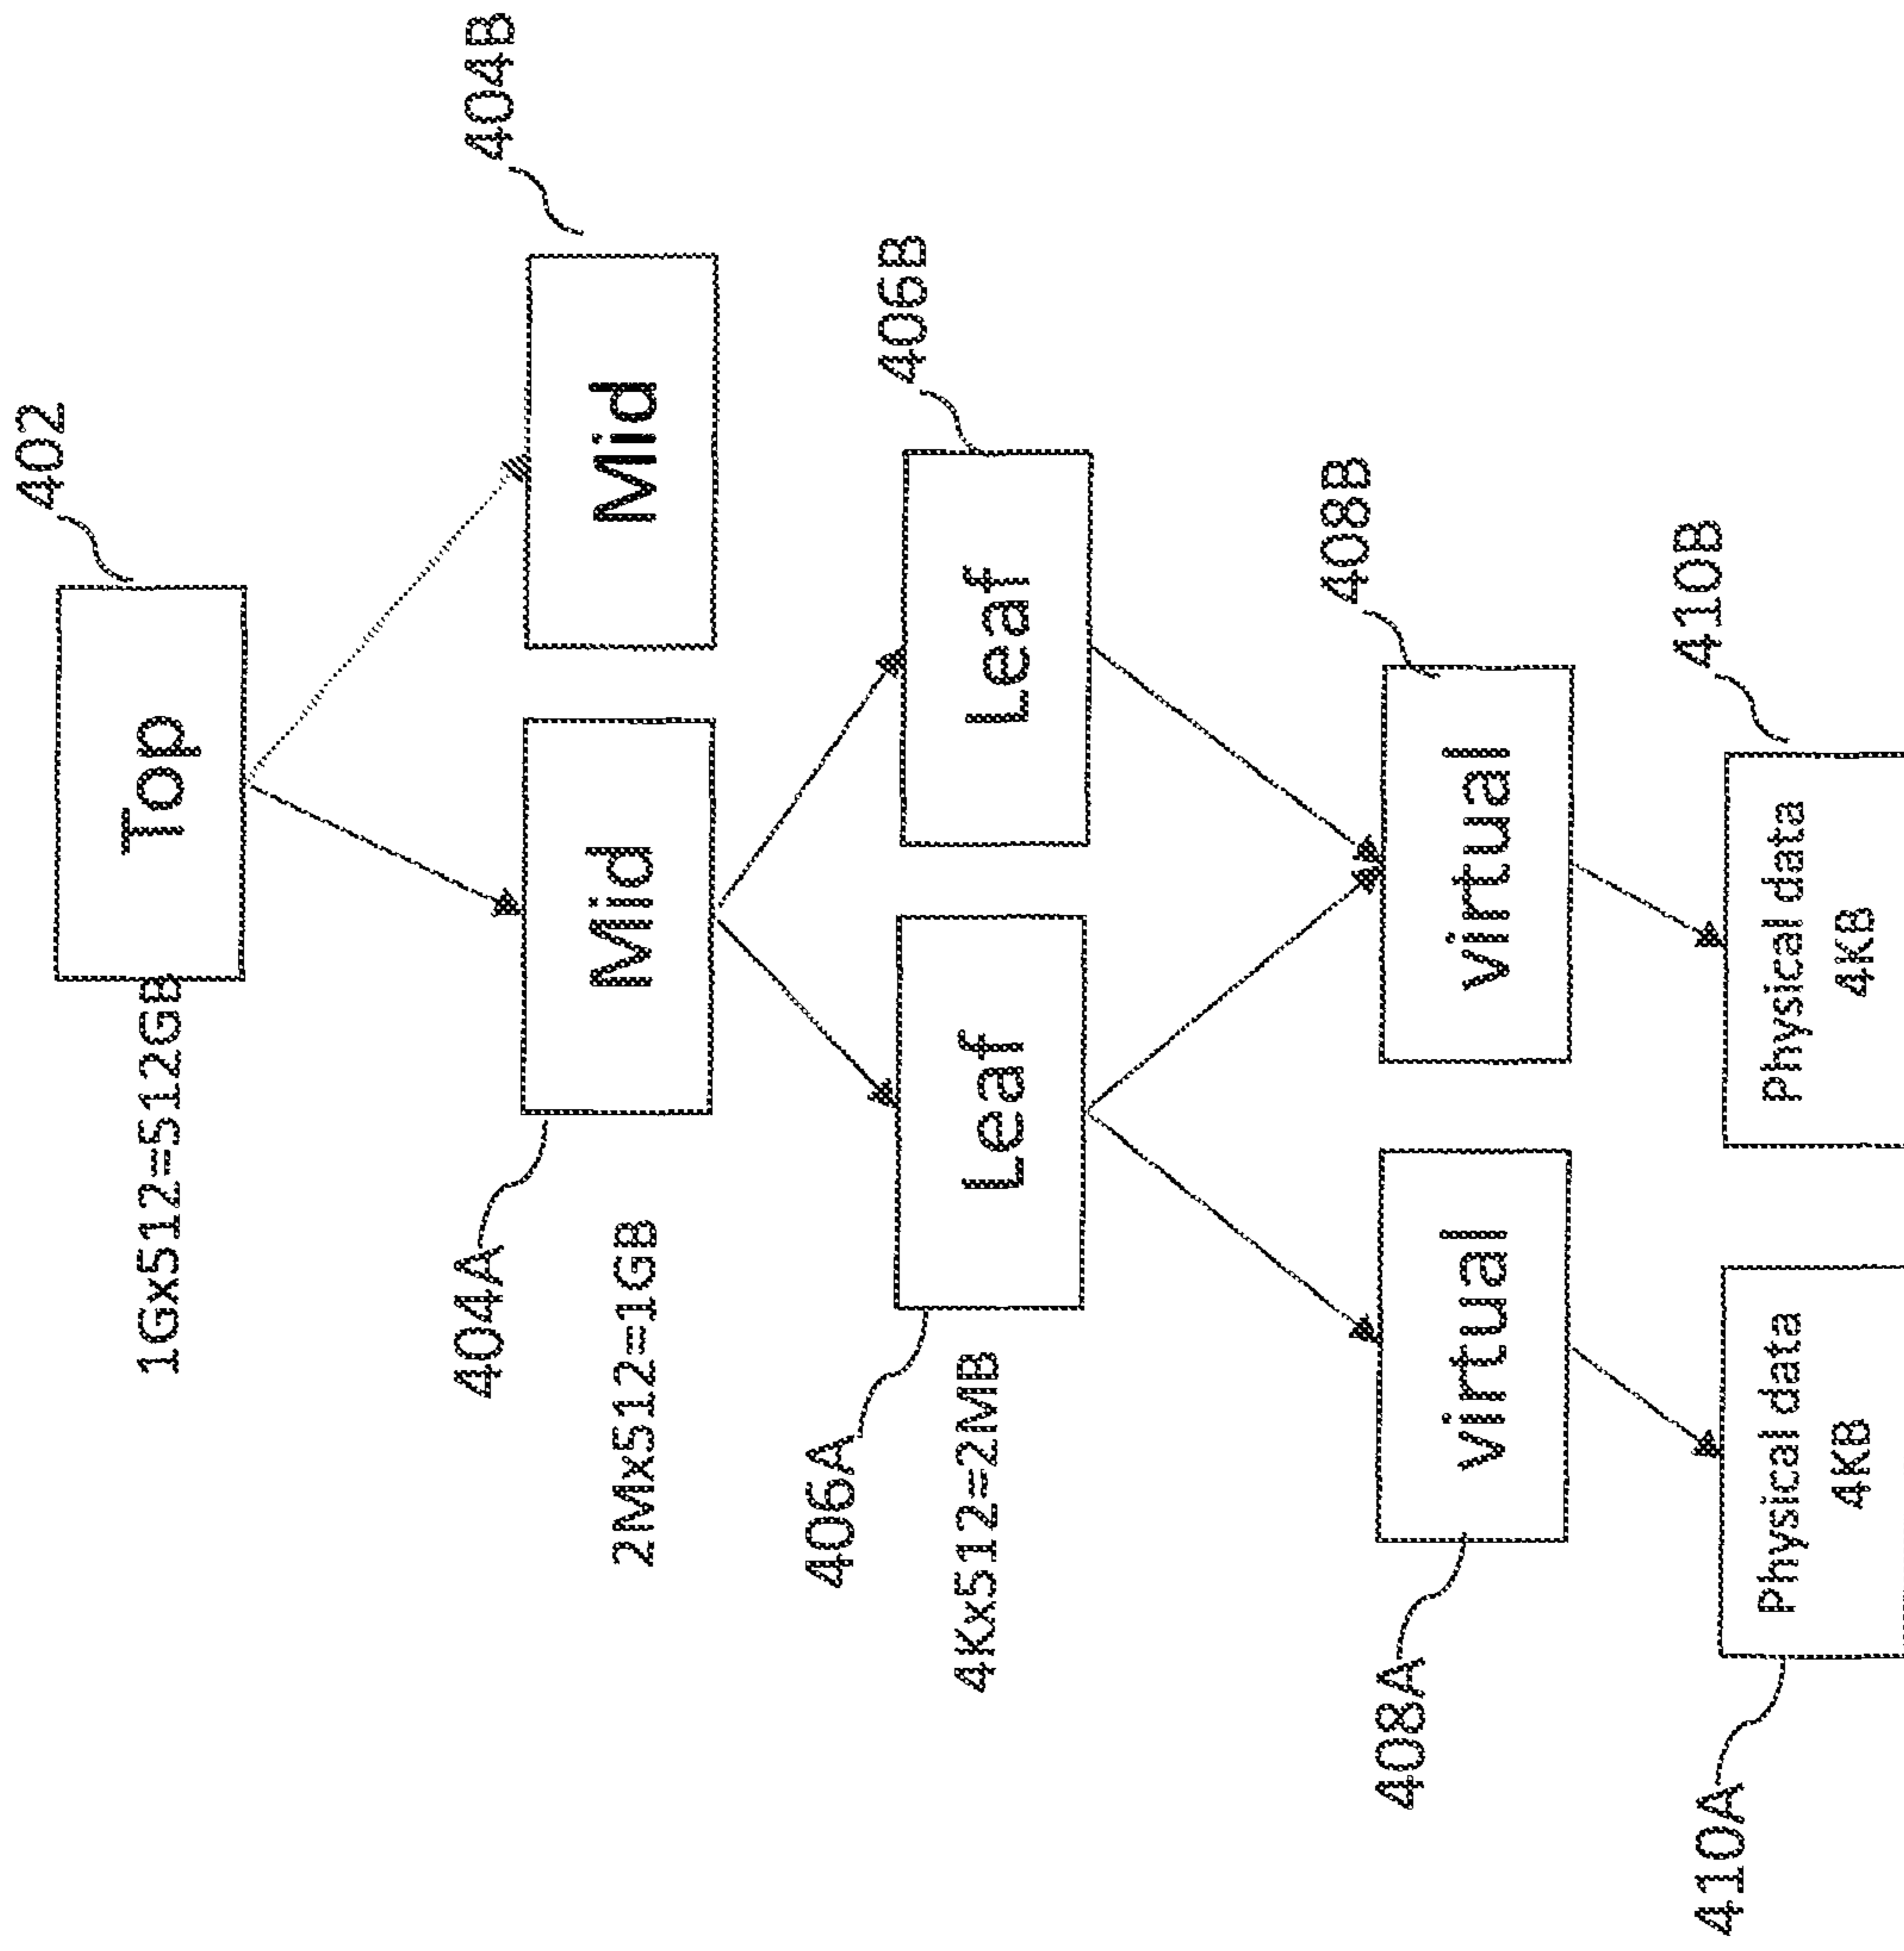 402
Top
1Gx512=512GB
404B
Mid
Mid
404A
2Mx512=1GB
406B
Leaf
Leaf
406A
4Kx512=2MB
408B
virtual
virtual
408A
410B
Physical data
4KB
Physical data
4KB
410A